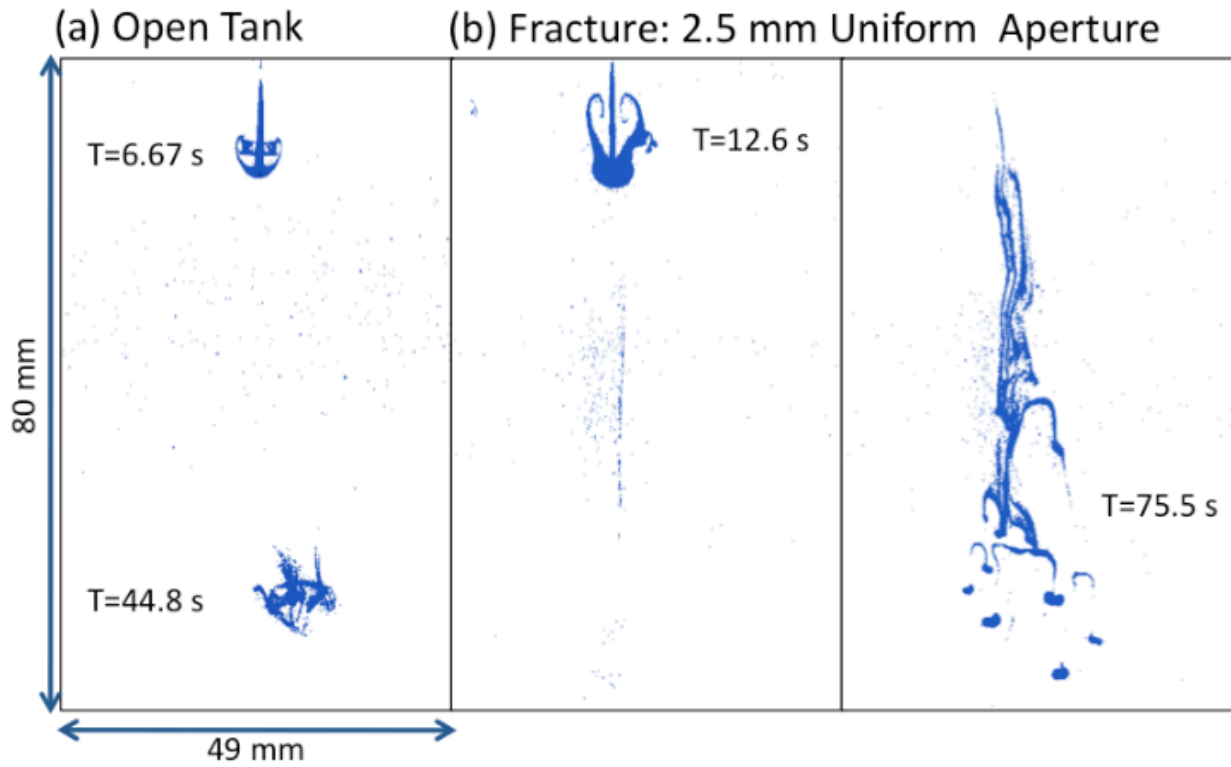 (a) Open Tank
(b) Fracture: 2.5 mm Uniform Aperture
T=6.67 s
T=12.6 s
80 mm
T=75.5 s
T=44.8 s
49 mm